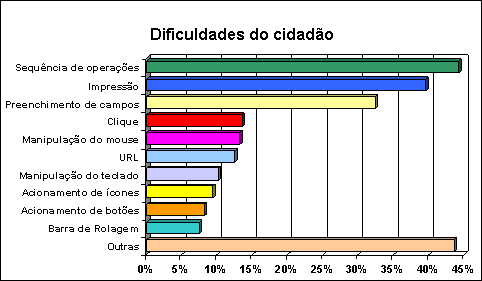 Dificuldades do cidadão
Sequência de operações
Impressão
Preenchimento de campos
Clique
Manipulação do mouse
URL
Manipulação do teclado
Acionamento de ícones
Acionamento de botões
Barra de Rolagem
Outras
0% 5% 10% 15% 20% 25% 30% 35% 40% 45%